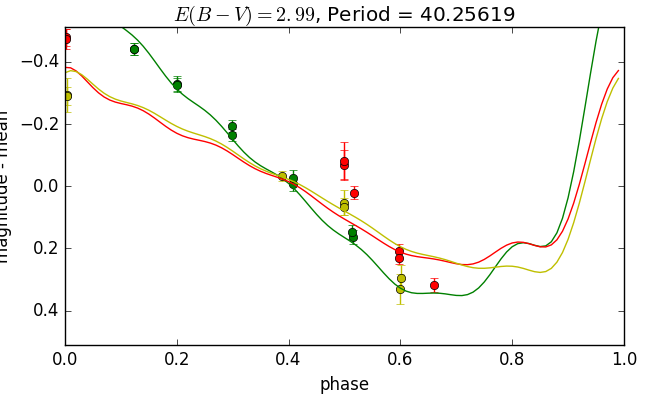 E(B − V) = 2.99, Period = 40.25619
−0.4
−0.2
0.0
0.2
0.4
magnitude - mean
0.0 0.2 0.4 0.6 0.8 1.0
phase